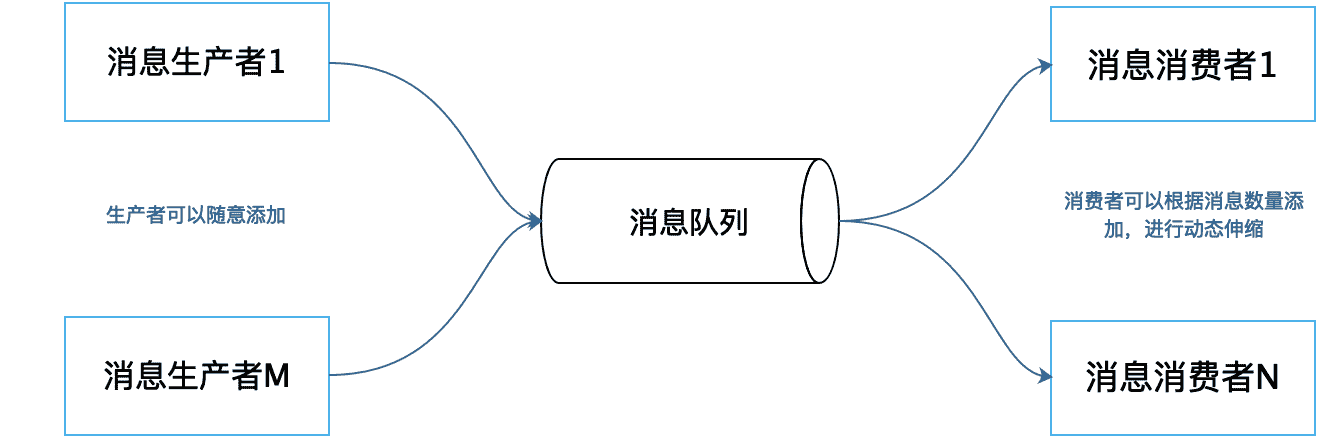 消息生产者1
消息消费者1
生产者可以随意添加
消息队列
消费者可以根据消息数量添
加，进行动态伸缩
消息生产者M
消息消费者N